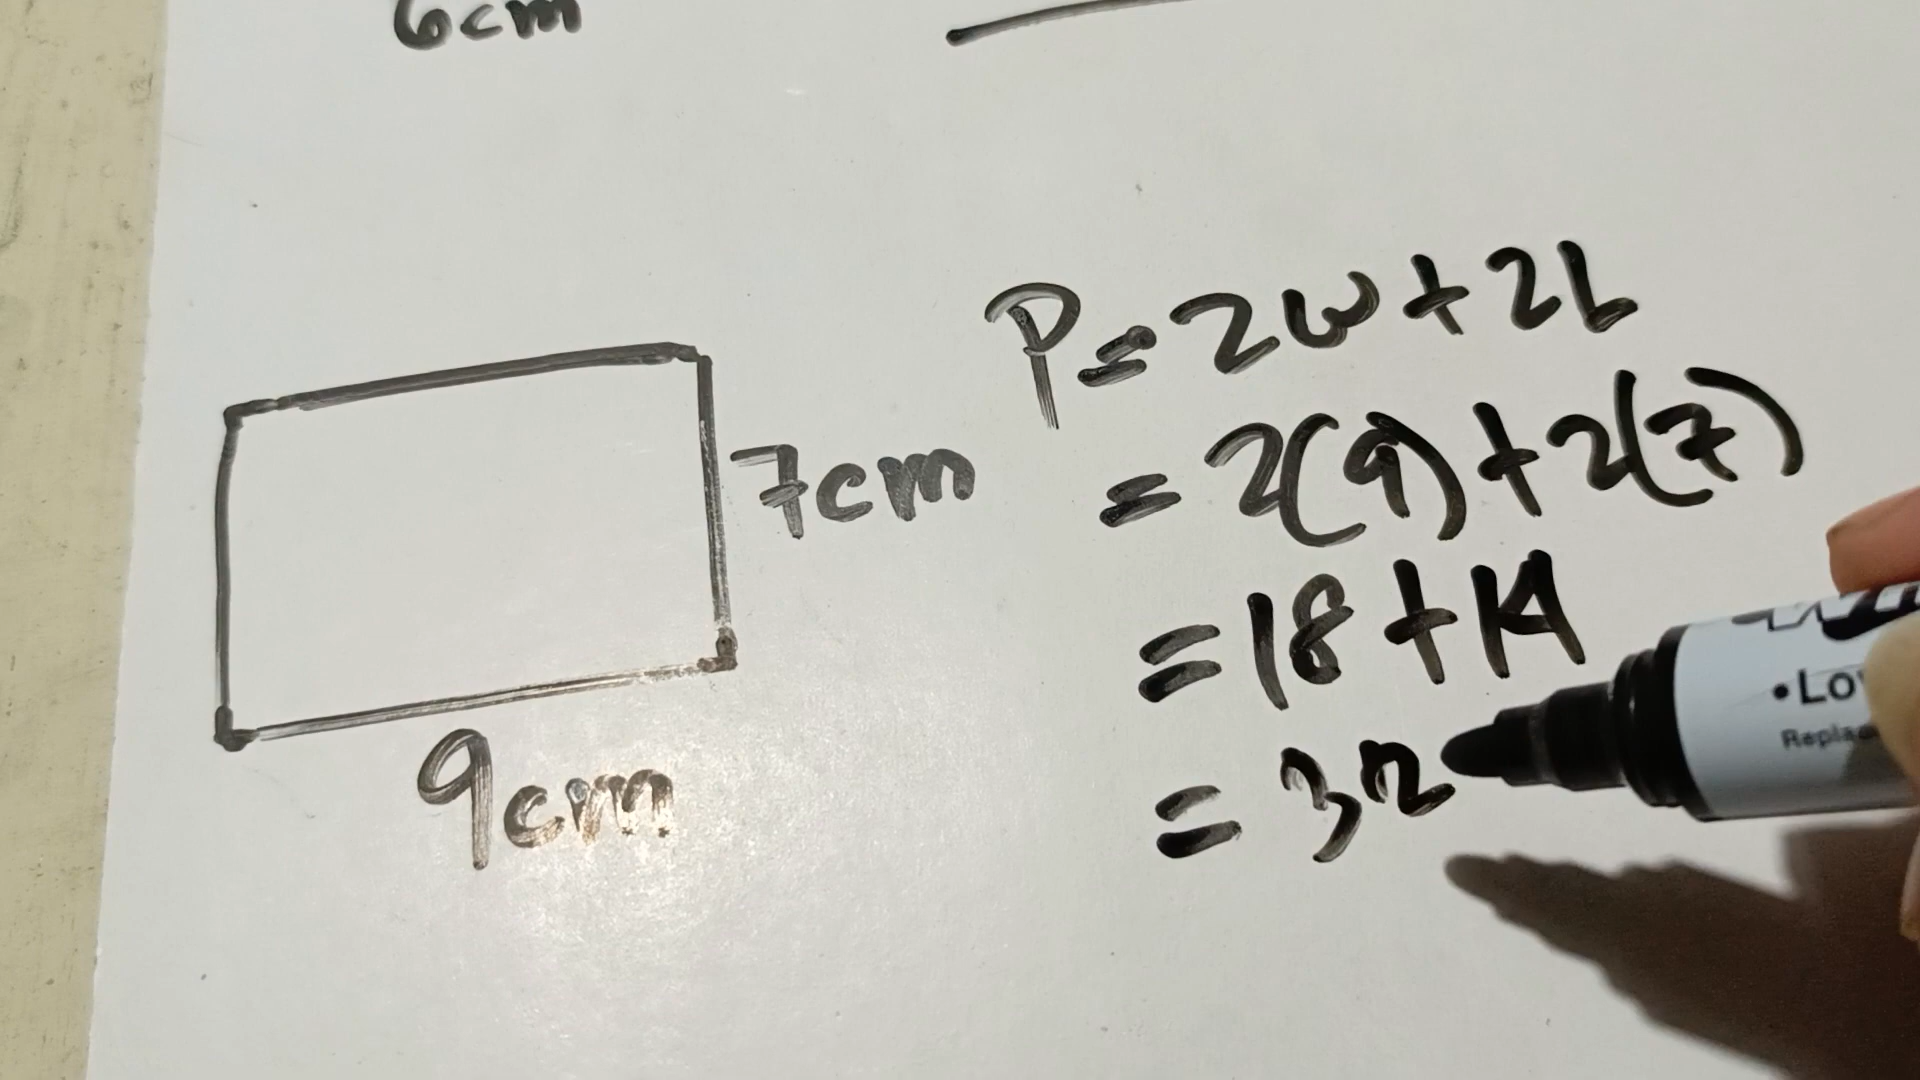 6cm
P=2w+2L
=2(9)+2(7)
7cm
=18+14
=32
9cm